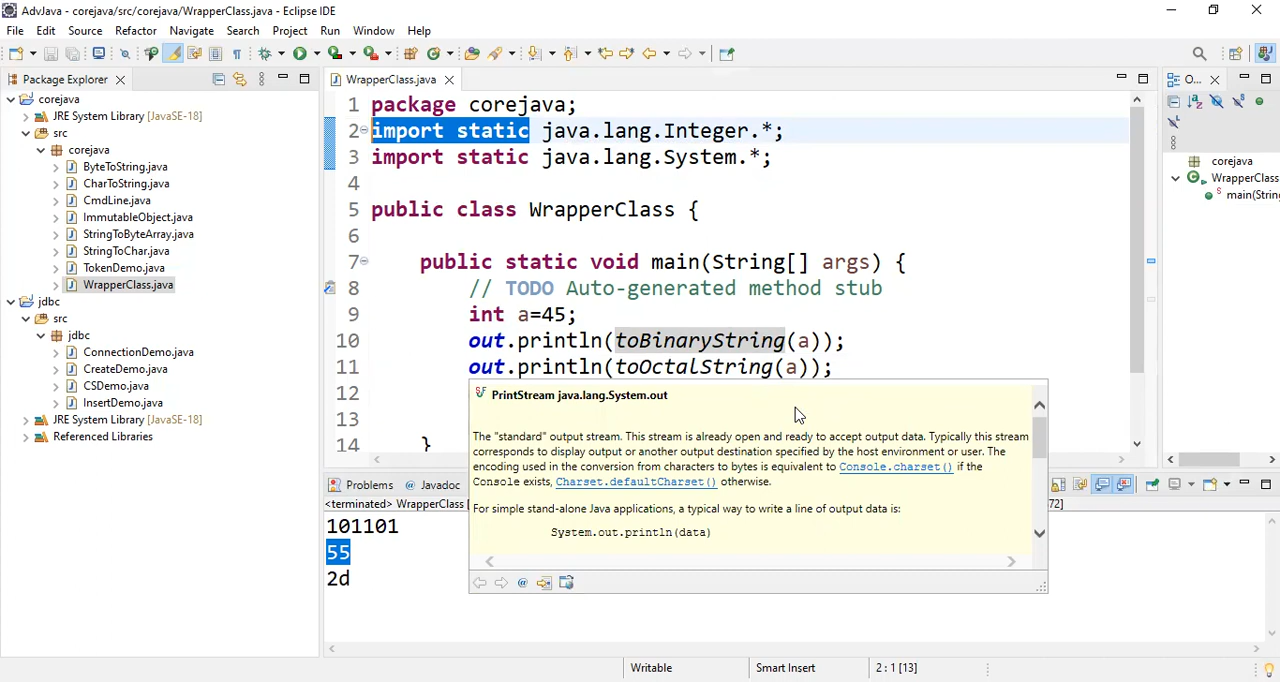 AdvJava - corejava/src/corejava/WrapperClass.java - Eclipse IDE
File Edit Source Refactor Navigate Search Project Run Window Help
Package Explorer
corejava
JRE System Library [JavaSE-18]
src
corejava
ByteToString.java
CharToString.java
CmdLine.java
ImmutableObject.java
StringToByteArray.java
StringToChar.java
TokenDemo.java
WrapperClass.java
jdbc
src
jdbc
ConnectionDemo.java
CreateDemo.java
CSDemo.java
InsertDemo.java
JRE System Library [JavaSE-18]
Referenced Libraries
WrapperClass.java
1 package corejava;
2 import static java.lang.Integer.*;
3 import static java.lang.System.*;
4
5 public class WrapperClass {
6
7 public static void main(String[] args) {
8 // TODO Auto-generated method stub
9 int a=45;
10 out.println(toBinaryString(a));
11 out.println(toOctalString(a));
12
13
14 }
PrintStream java.lang.System.out
The "standard" output stream. This stream is already open and ready to accept output data. Typically this stream
corresponds to display output or another output destination specified by the host environment or user. The
encoding used in the conversion from characters to bytes is equivalent to Console.charset() if the
Console exists, Charset.defaultCharset() otherwise.
For simple stand-alone Java applications, a typical way to write a line of output data is:
System.out.println(data)
O...
corejava
WrapperClass
main(String
Problems @ Javadoc
<terminated> WrapperClass [
72]
101101
55
2d
Writable Smart Insert 2 : 1 [13]